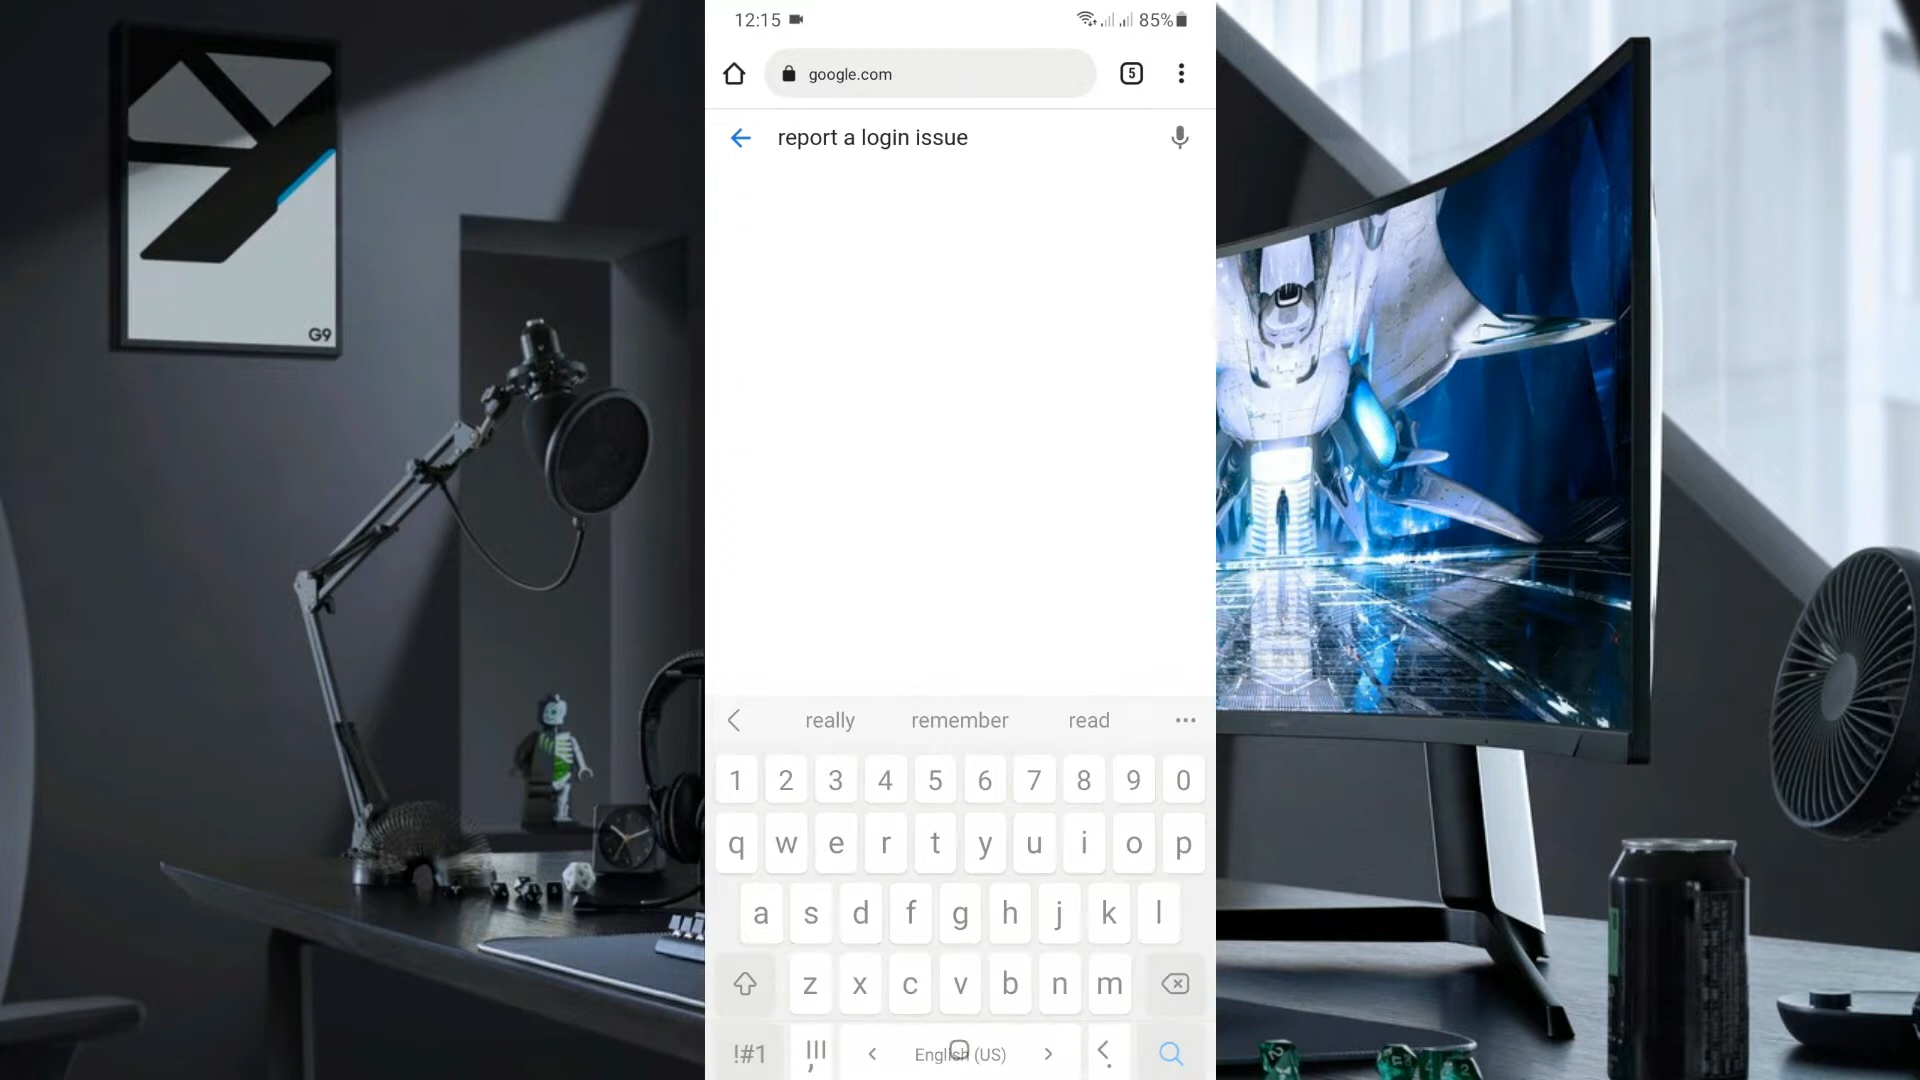 12:15
85%
google.com
5
report a login issue
really remember read
1 2 3 4 5 6 7 8 9 0
q w e r t y u i o p
a s d f g h j k l
z x c v b n m
!#1 , < English (US) > .
G9